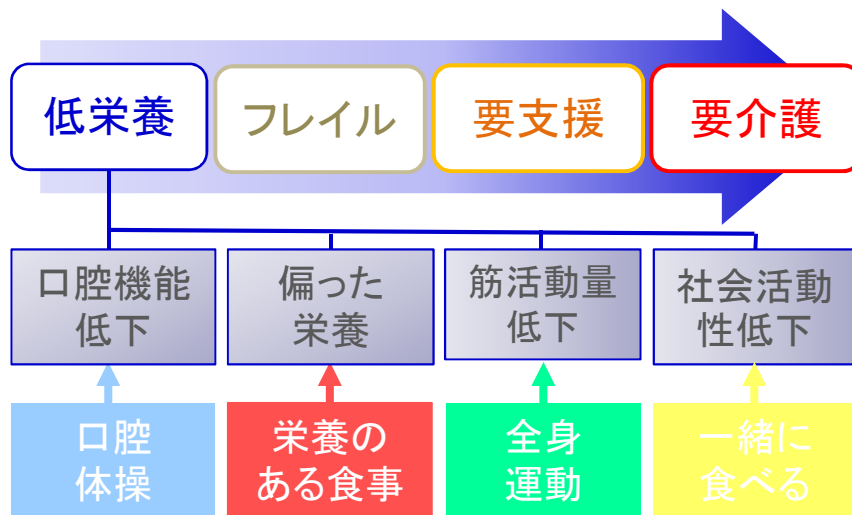 低栄養
フレイル
要支援
要介護
口腔機能
低下
偏った
栄養
筋活動量
低下
社会活動
性低下
口腔
体操
栄養の
ある食事
全身
運動
一緒に
食べる